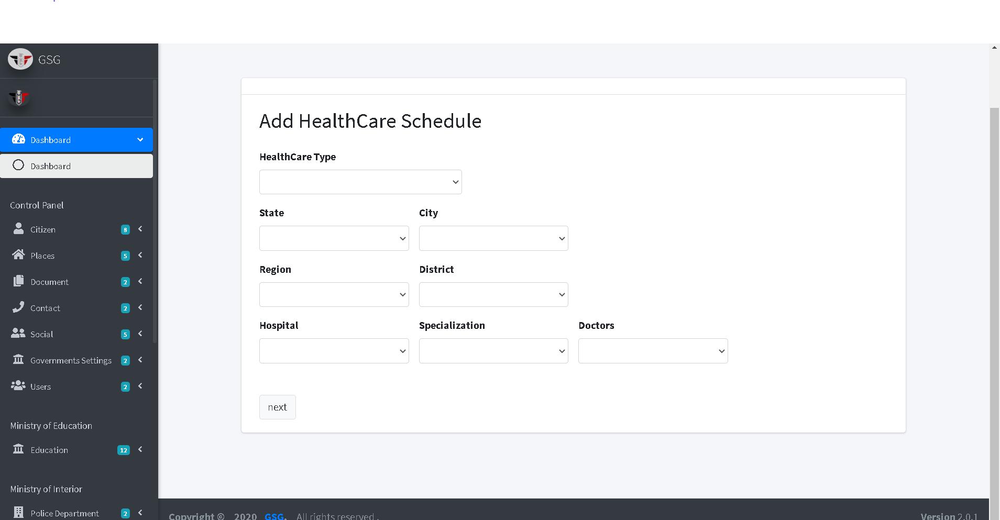 GSG
Dashboard
Dashboard
Control Panel
Citizen 8
Places 5
Document 2
Contact 2
Social 5
Governments Settings 2
Users 2
Ministry of Education
Education 12
Ministry of Interior
Police Department 2
Add HealthCare Schedule
HealthCare Type
State City
Region District
Hospital Specialization Doctors
next
Copyright © 2020 GSG. All rights reserved.
Version 2.0.1